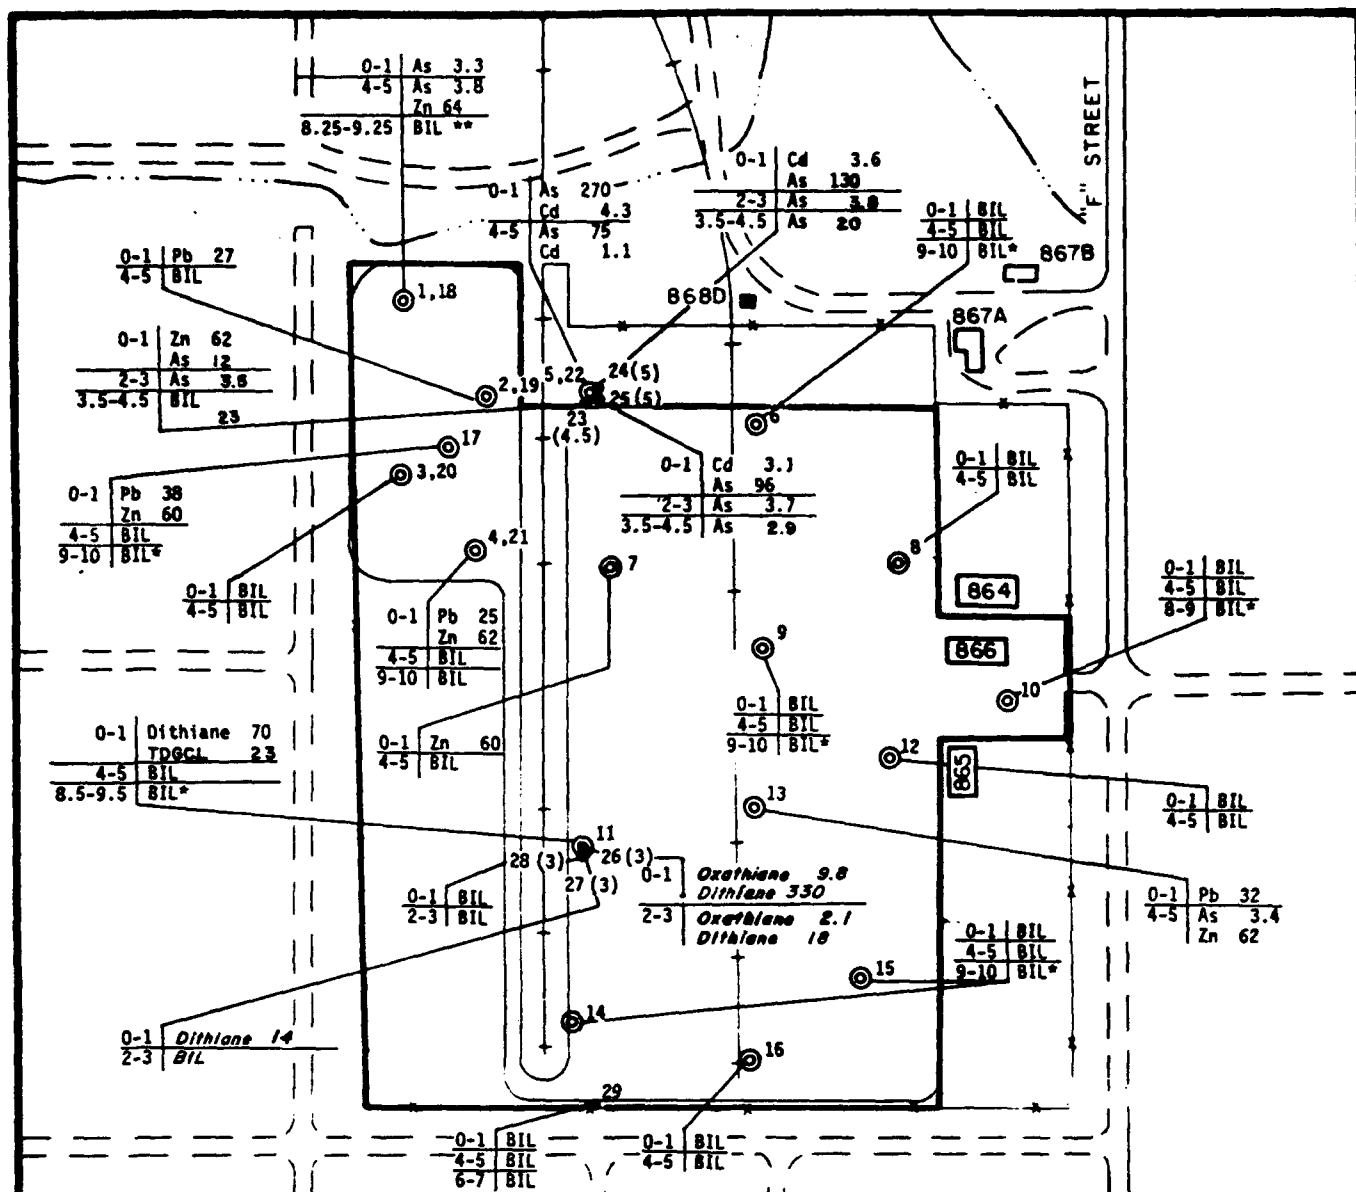 0-1 As 3.3
4-5 As 3.8
Zn 64
8.25-9.25 BIL **
"F" STREET
0-1 Cd 3.6
As 130
2-3 As 3.8
3.5-4.5 As 20
0-1 As 270
Cd 4.3
4-5 As 75
Cd 1.1
0-1 BIL
4-5 BIL
9-10 BIL*
867B
0-1 Pb 27
4-5 BIL
1,18
868D
867A
0-1 Zn 62
As 12
2-3 As
3.5-4.5 BIL
23
2,19
5,22
24(5)
25(5)
23
(4.5)
6
17
3,20
0-1 Cd 3.1
As 96
2-3 As 3.7
3.5-4.5 As 2.9
0-1 BIL
4-5 BIL
0-1 Pb 38
Zn 60
4-5 BIL
9-10 BIL*
4,21
7
8
0-1 BIL
4-5 BIL
864
0-1 BIL
4-5 BIL
8-9 BIL*
0-1 Pb 25
Zn 62
4-5 BIL
9-10 BIL
9
866
10
0-1 BIL
4-5 BIL
9-10 BIL*
0-1 Dithiane 70
TDGCL 23
4-5 BIL
8.5-9.5 BIL*
0-1 Zn 60
4-5 BIL
12
865
13
0-1 BIL
4-5 BIL
11
28 (3)
26(3)
27(3)
0-1 Oxathiane 9.8
Dithiane 330
2-3 Oxathiane 2.1
Dithiane 18
0-1 BIL
2-3 BIL
0-1 Pb 32
4-5 As 3.4
Zn 62
0-1 BIL
4-5 BIL
9-10 BIL*
15
14
0-1 Dithiane 14
2-3 BIL
16
29
0-1 BIL
4-5 BIL
6-7 BIL
0-1 BIL
4-5 BIL